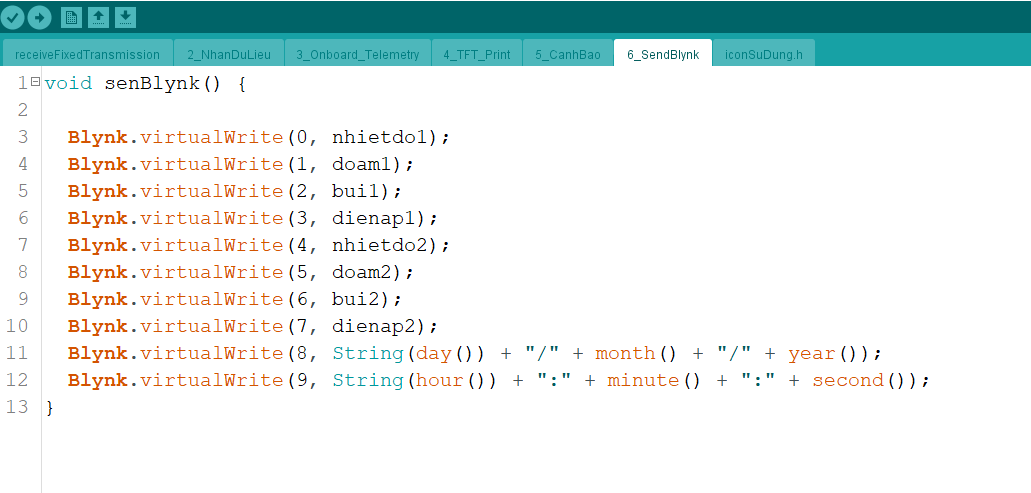 receiveFixedTransmission 2_NhanDuLieu 3_Onboard_Telemetry 4_TFT_Print 5_CanhBao 6_SendBlynk iconSuDung.h
1 void senBlynk() {
2
3 Blynk.virtualWrite(0, nhietdo1);
4 Blynk.virtualWrite(1, doam1);
5 Blynk.virtualWrite(2, bui1);
6 Blynk.virtualWrite(3, dienap1);
7 Blynk.virtualWrite(4, nhietdo2);
8 Blynk.virtualWrite(5, doam2);
9 Blynk.virtualWrite(6, bui2);
10 Blynk.virtualWrite(7, dienap2);
11 Blynk.virtualWrite(8, String(day()) + "/" + month() + "/" + year());
12 Blynk.virtualWrite(9, String(hour()) + ":" + minute() + ":" + second());
13 }